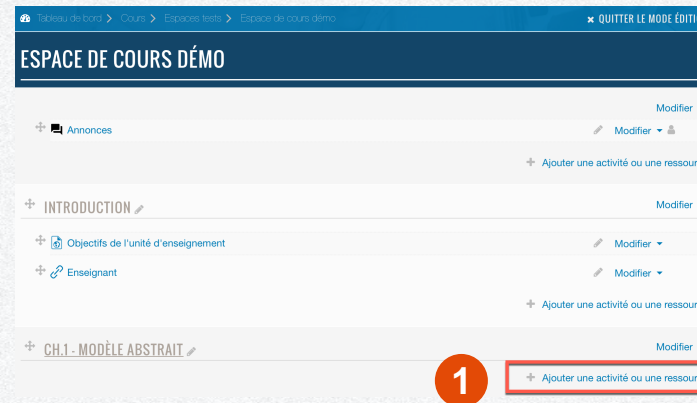 Tableau de bord > Cours > Espaces tests > Espace de cours démo
× QUITTER LE MODE ÉDITI
ESPACE DE COURS DÉMO
Modifier
Annonces
Modifier
+ Ajouter une activité ou une ressour
INTRODUCTION
Modifier
Objectifs de l'unité d'enseignement
Modifier
Enseignant
Modifier
+ Ajouter une activité ou une ressour
CH.1 - MODÈLE ABSTRAIT
Modifier
1
+ Ajouter une activité ou une ressour